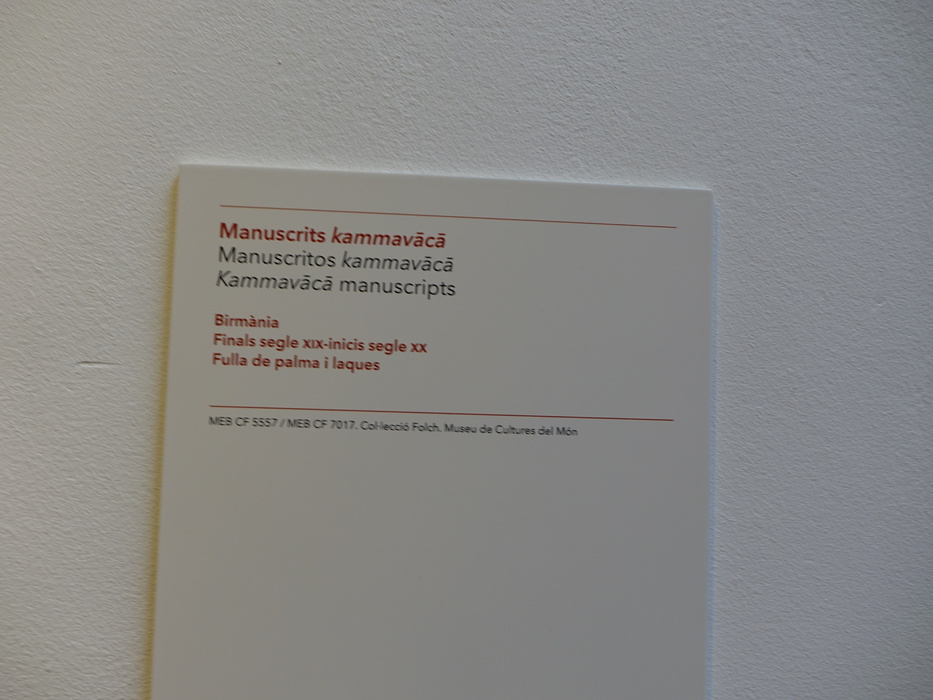 Manuscrits kammavācā
Manuscritos kammavācā
Kammavācā manuscripts
Birmània
Finals segle XIX-inicis segle XX
Fulla de palma i laques
MEB CF 5557 / MEB CF 7017. Col·lecció Folch. Museu de Cultures del Món